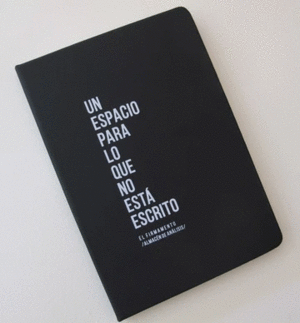 UN
ESPACIO
PARA
LO
QUE
NO
ESTÁ
ESCRITO
EL FIRMAMENTO
/ALMACÉN DE ANÁLISIS/